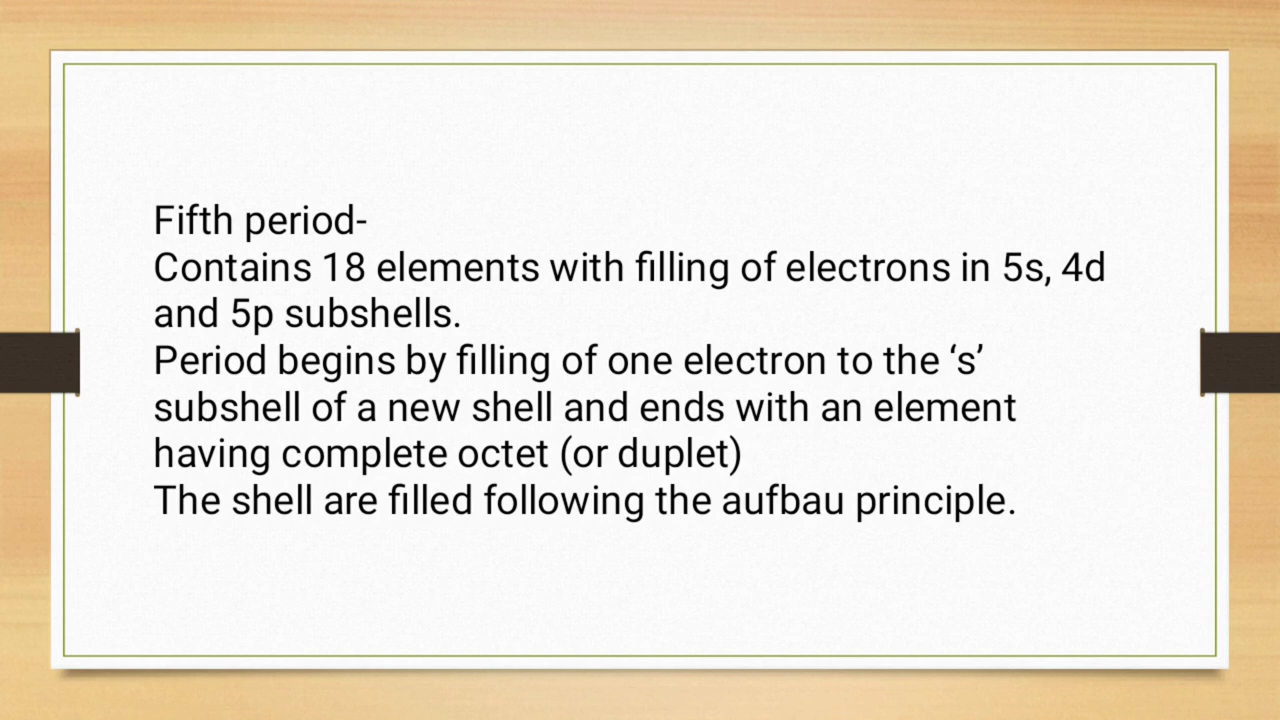 Fifth period-
Contains 18 elements with filling of electrons in 5s, 4d
and 5p subshells.
Period begins by filling of one electron to the ‘s’
subshell of a new shell and ends with an element
having complete octet (or duplet)
The shell are filled following the aufbau principle.